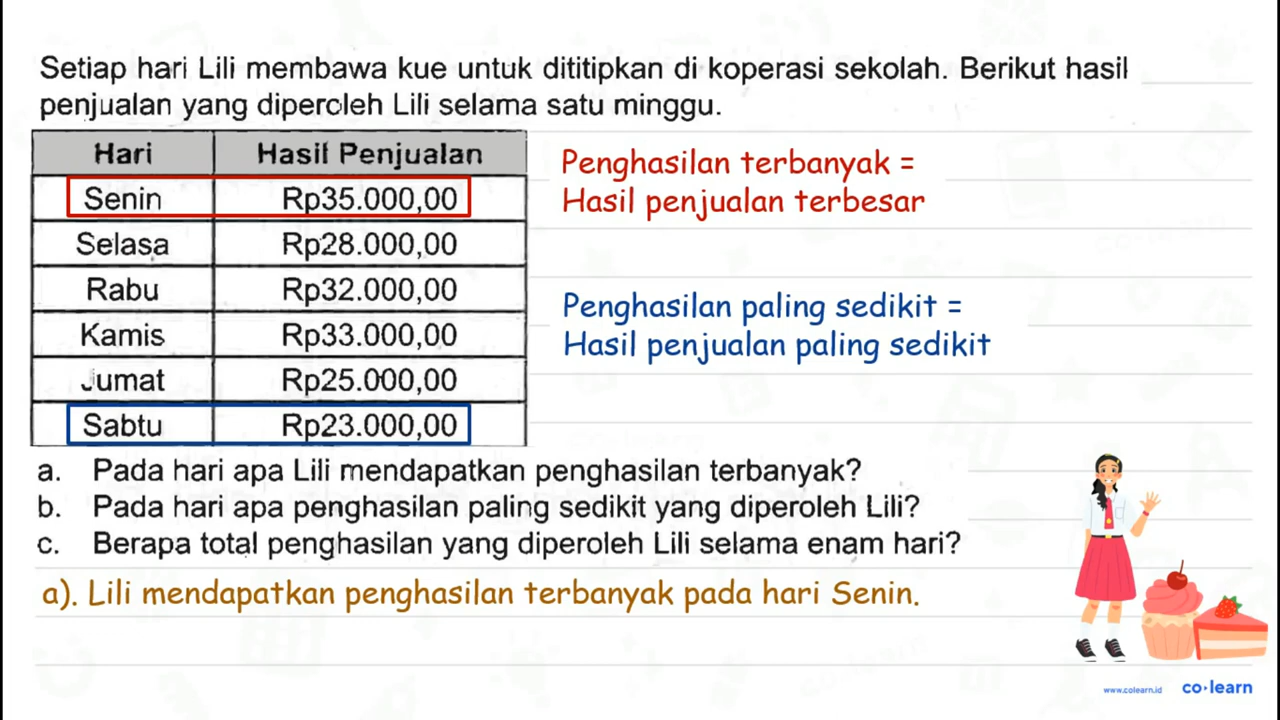 Setiap hari Lili membawa kue untuk dititipkan di koperasi sekolah. Berikut hasil
penjualan yang diperoleh Lili selama satu minggu.
Hari Hasil Penjualan
Senin Rp35.000,00
Selasa Rp28.000,00
Rabu Rp32.000,00
Kamis Rp33.000,00
Jumat Rp25.000,00
Sabtu Rp23.000,00
Penghasilan terbanyak =
Hasil penjualan terbesar
Penghasilan paling sedikit =
Hasil penjualan paling sedikit
a. Pada hari apa Lili mendapatkan penghasilan terbanyak?
b. Pada hari apa penghasilan paling sedikit yang diperoleh Lili?
c. Berapa total penghasilan yang diperoleh Lili selama enam hari?
a). Lili mendapatkan penghasilan terbanyak pada hari Senin.
www.colearn.id co·learn